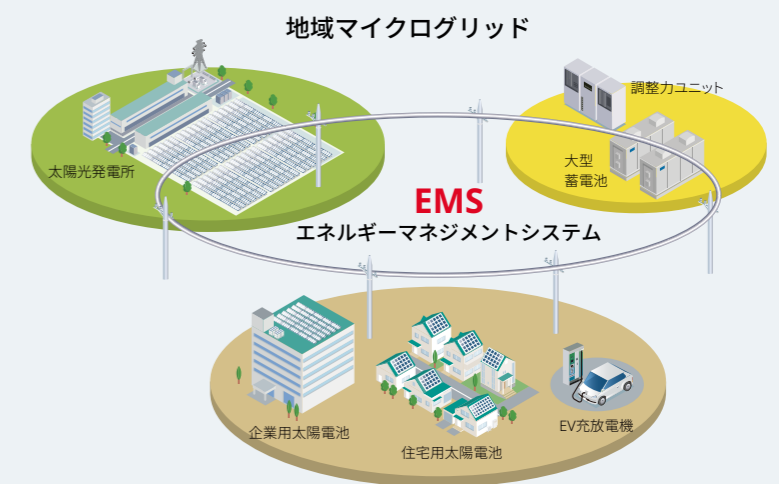 地域マイクログリッド
調整力ユニット
大型
蓄電池
太陽光発電所
EMS
エネルギーマネジメントシステム
企業用太陽電池
住宅用太陽電池
EV充放電機